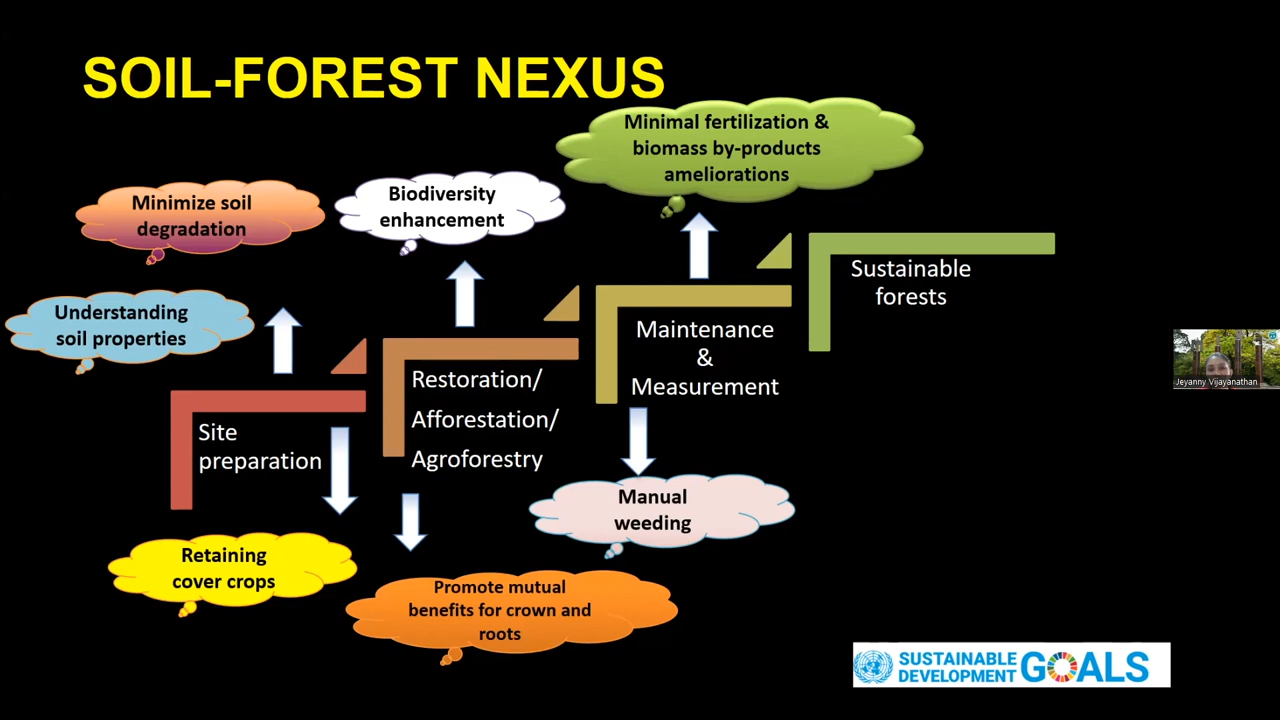 SOIL-FOREST NEXUS
Minimal fertilization &
biomass by-products
ameliorations
Biodiversity
enhancement
Minimize soil
degradation
Understanding
soil properties
Sustainable
forests
Maintenance
&
Measurement
Restoration/
Afforestation/
Agroforestry
Site
preparation
Manual
weeding
Retaining
cover crops
Promote mutual
benefits for crown and
roots
Jeyanny Vijayanathan
SUSTAINABLE
DEVELOPMENT
GOALS